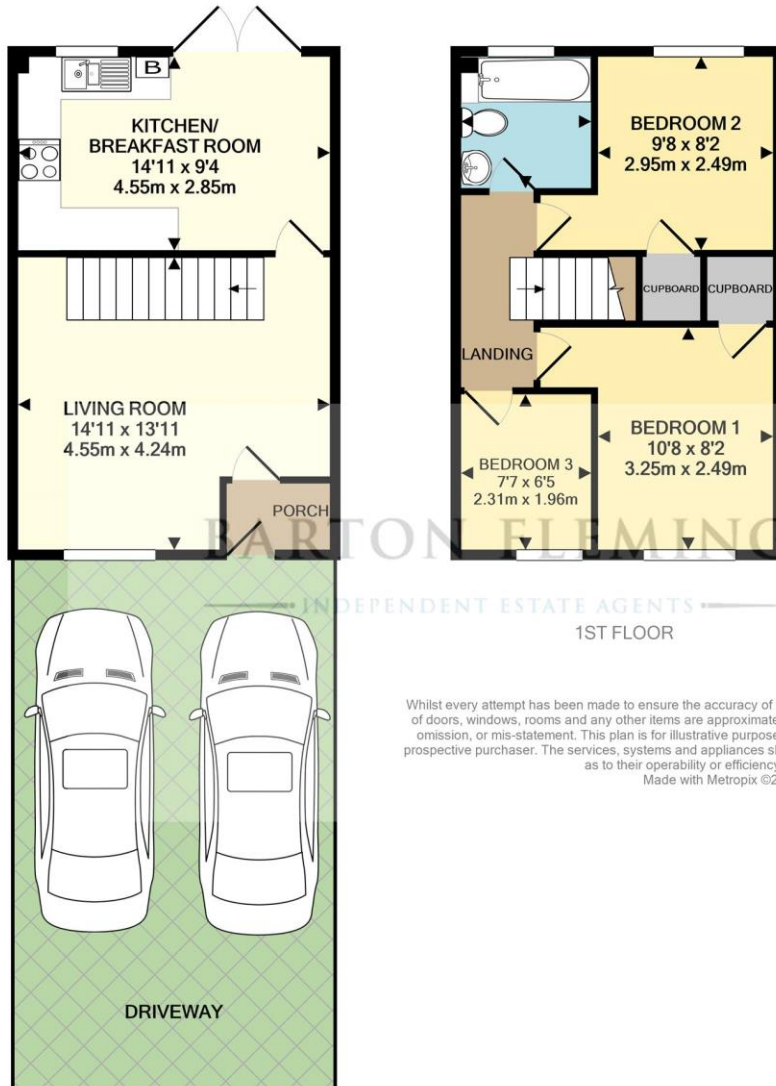 B
KITCHEN/
BREAKFAST ROOM
14'11 x 9'4
4.55m x 2.85m
LIVING ROOM
14'11 x 13'11
4.55m x 4.24m
PORCH
DRIVEWAY
BEDROOM 2
9'8 x 8'2
2.95m x 2.49m
CUPBOARD
CUPBOARD
LANDING
BEDROOM 1
10'8 x 8'2
3.25m x 2.49m
BEDROOM 3
7'7 x 6'5
2.31m x 1.96m
BARTON FLEMING
INDEPENDENT ESTATE AGENTS
1ST FLOOR
Whilst every attempt has been made to ensure the accuracy of
of doors, windows, rooms and any other items are approximate
omission, or mis-statement. This plan is for illustrative purpose
prospective purchaser. The services, systems and appliances s
as to their operability or efficiency
Made with Metropix ©2